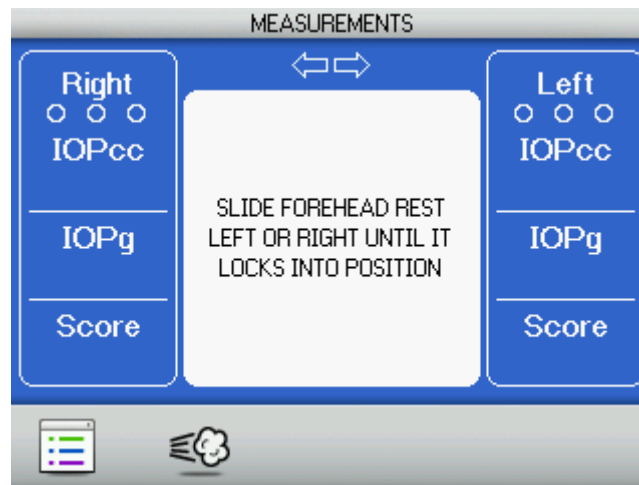 MEASUREMENTS
Right
IOPcc
IOPg
Score
SLIDE FOREHEAD REST
LEFT OR RIGHT UNTIL IT
LOCKS INTO POSITION
Left
IOPcc
IOPg
Score